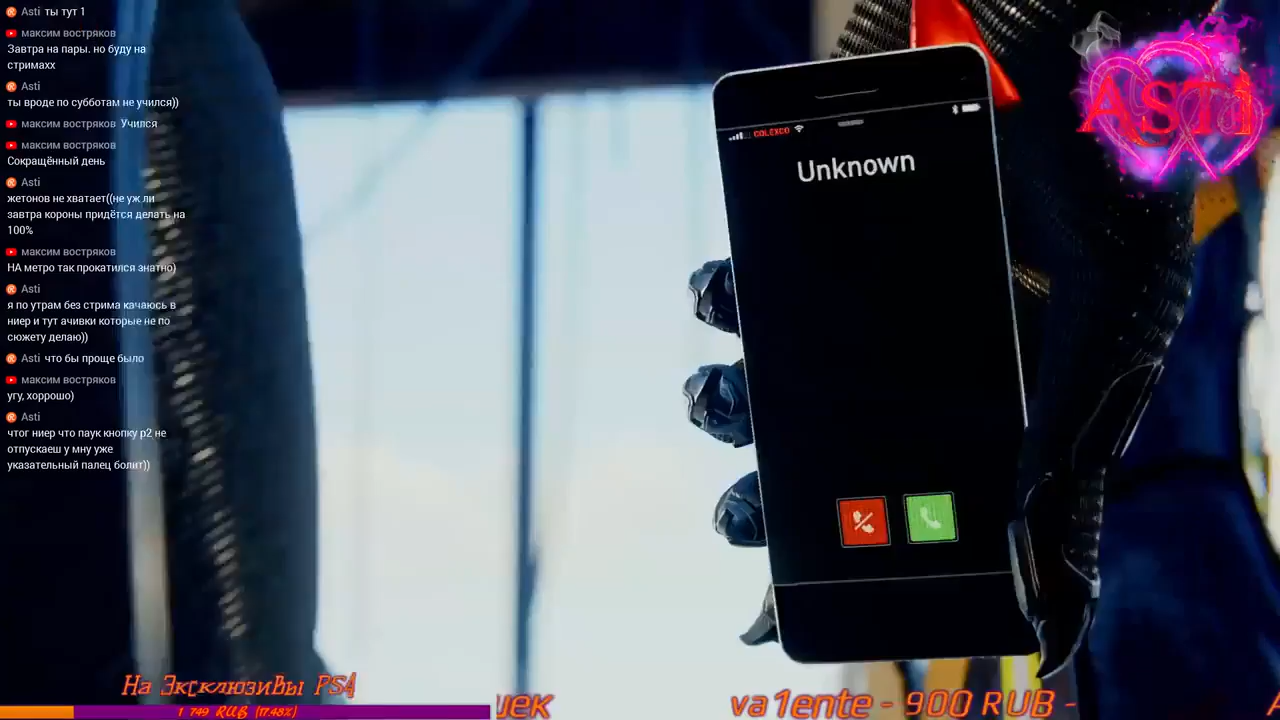 Asti ты тут 1
максим востряков
Завтра на пары. но буду на
стримахх
Asti
ты вроде по субботам не учился))
максим востряков Учился
максим востряков
Сокращённый день
Asti
жетонов не хватает((не уж ли
завтра короны придётся делать на
100%
максим востряков
НА метро так прокатился знатно)
Asti
я по утрам без стрима качаюсь в
ниер и тут ачивки которые не по
сюжету делаю))
Asti что бы проще было
максим востряков
угу, хоррошо)
Asti
чтог ниер что паук кнопку р2 не
отпускаеш у мну уже
указательный палец болит))
COLEXCO
Unknown
ASTi
На ЭксклюзиВы PS4
1 749 RUB (17.48%)
va1ente - 900 RUB -